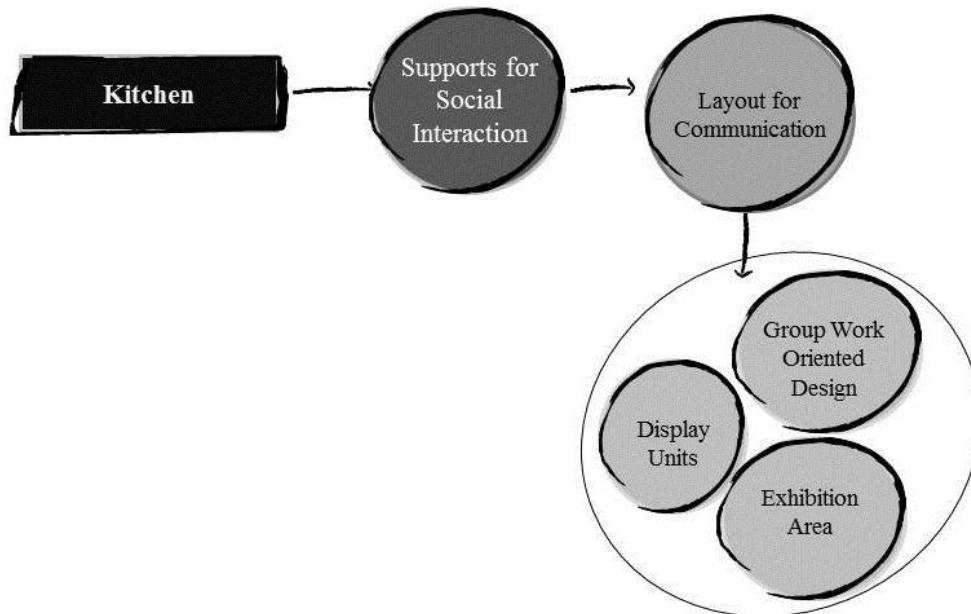 Kitchen
Supports for
Social
Interaction
Layout for
Communication
Group Work
Oriented
Design
Display
Units
Exhibition
Area